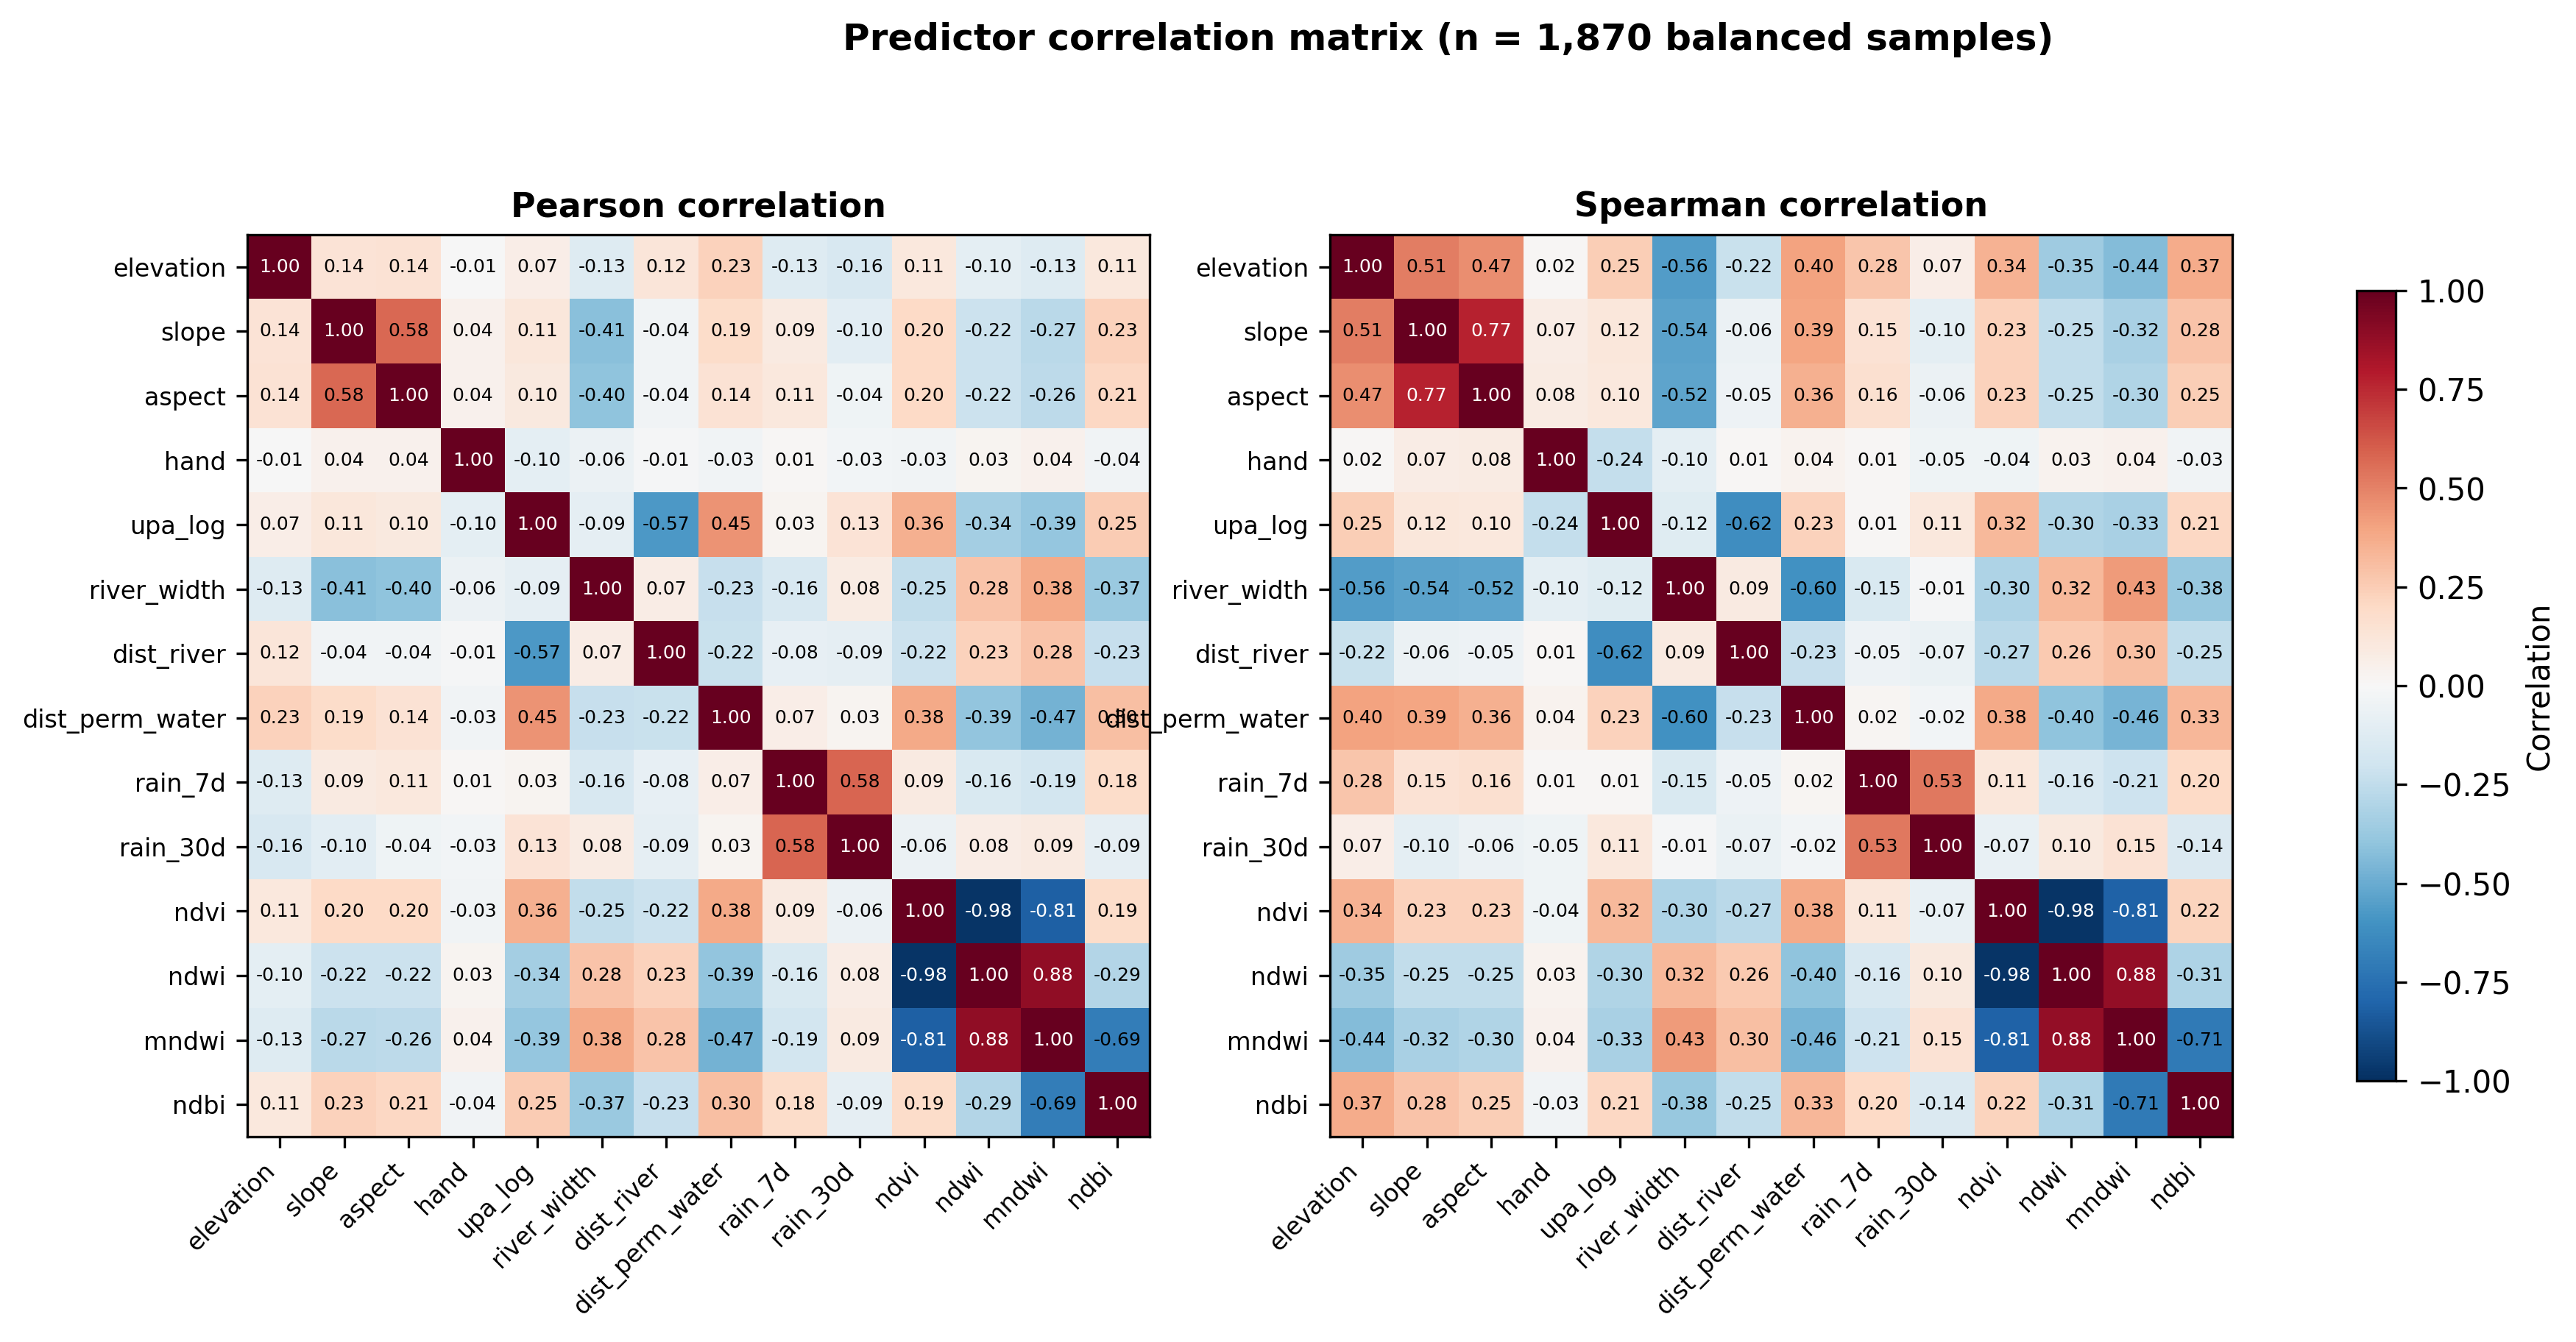 Predictor correlation matrix (n = 1,870 balanced samples)
Pearson correlation
elevation 1.00 0.14 0.14 -0.01 0.07 -0.13 0.12 0.23 -0.13 -0.16 0.11 -0.10 -0.13 0.11
slope 0.14 1.00 0.58 0.04 0.11 -0.41 -0.04 0.19 0.09 -0.10 0.20 -0.22 -0.27 0.23
aspect 0.14 0.58 1.00 0.04 0.10 -0.40 -0.04 0.14 0.11 -0.04 0.20 -0.22 -0.26 0.21
hand -0.01 0.04 0.04 1.00 -0.10 -0.06 -0.01 -0.03 0.01 -0.03 -0.03 0.03 0.04 -0.04
upa_log 0.07 0.11 0.10 -0.10 1.00 -0.09 -0.57 0.45 0.03 0.13 0.36 -0.34 -0.39 0.25
river_width -0.13 -0.41 -0.40 -0.06 -0.09 1.00 0.07 -0.23 -0.16 0.08 -0.25 0.28 0.38 -0.37
dist_river 0.12 -0.04 -0.04 -0.01 -0.57 0.07 1.00 -0.22 -0.08 -0.09 -0.22 0.23 0.28 -0.23
dist_perm_water 0.23 0.19 0.14 -0.03 0.45 -0.23 -0.22 1.00 0.07 0.03 0.38 -0.39 -0.47 0.30
rain_7d -0.13 0.09 0.11 0.01 0.03 -0.16 -0.08 0.07 1.00 0.58 0.09 -0.16 -0.19 0.18
rain_30d -0.16 -0.10 -0.04 -0.03 0.13 0.08 -0.09 0.03 0.58 1.00 -0.06 0.08 0.09 -0.09
ndvi 0.11 0.20 0.20 -0.03 0.36 -0.25 -0.22 0.38 0.09 -0.06 1.00 -0.98 -0.81 0.19
ndwi -0.10 -0.22 -0.22 0.03 -0.34 0.28 0.23 -0.39 -0.16 0.08 -0.98 1.00 0.88 -0.29
mndwi -0.13 -0.27 -0.26 0.04 -0.39 0.38 0.28 -0.47 -0.19 0.09 -0.81 0.88 1.00 -0.69
ndbi 0.11 0.23 0.21 -0.04 0.25 -0.37 -0.23 0.30 0.18 -0.09 0.19 -0.29 -0.69 1.00
elevation slope aspect hand upa_log river_width dist_river dist_perm_water rain_7d rain_30d ndvi ndwi mndwi ndbi
Spearman correlation
elevation 1.00 0.51 0.47 0.02 0.25 -0.56 -0.22 0.40 0.28 0.07 0.34 -0.35 -0.44 0.37
slope 0.51 1.00 0.77 0.07 0.12 -0.54 -0.06 0.39 0.15 -0.10 0.23 -0.25 -0.32 0.28
aspect 0.47 0.77 1.00 0.08 0.10 -0.52 -0.05 0.36 0.16 -0.06 0.23 -0.25 -0.30 0.25
hand 0.02 0.07 0.08 1.00 -0.24 -0.10 0.01 0.04 0.01 -0.05 -0.04 0.03 0.04 -0.03
upa_log 0.25 0.12 0.10 -0.24 1.00 -0.12 -0.62 0.23 0.01 0.11 0.32 -0.30 -0.33 0.21
river_width -0.56 -0.54 -0.52 -0.10 -0.12 1.00 0.09 -0.60 -0.15 -0.01 -0.30 0.32 0.43 -0.38
dist_river -0.22 -0.06 -0.05 0.01 -0.62 0.09 1.00 -0.23 -0.05 -0.07 -0.27 0.26 0.30 -0.25
dist_perm_water 0.40 0.39 0.36 0.04 0.23 -0.60 -0.23 1.00 0.02 -0.02 0.38 -0.40 -0.46 0.33
rain_7d 0.28 0.15 0.16 0.01 0.01 -0.15 -0.05 0.02 1.00 0.53 0.11 -0.16 -0.21 0.20
rain_30d 0.07 -0.10 -0.06 -0.05 0.11 -0.01 -0.07 -0.02 0.53 1.00 -0.07 0.10 0.15 -0.14
ndvi 0.34 0.23 0.23 -0.04 0.32 -0.30 -0.27 0.38 0.11 -0.07 1.00 -0.98 -0.81 0.22
ndwi -0.35 -0.25 -0.25 0.03 -0.30 0.32 0.26 -0.40 -0.16 0.10 -0.98 1.00 0.88 -0.31
mndwi -0.44 -0.32 -0.30 0.04 -0.33 0.43 0.30 -0.46 -0.21 0.15 -0.81 0.88 1.00 -0.71
ndbi 0.37 0.28 0.25 -0.03 0.21 -0.38 -0.25 0.33 0.20 -0.14 0.22 -0.31 -0.71 1.00
elevation slope aspect hand upa_log river_width dist_river dist_perm_water rain_7d rain_30d ndvi ndwi mndwi ndbi
1.00
0.75
0.50
0.25
0.00
−0.25
−0.50
−0.75
−1.00
Correlation